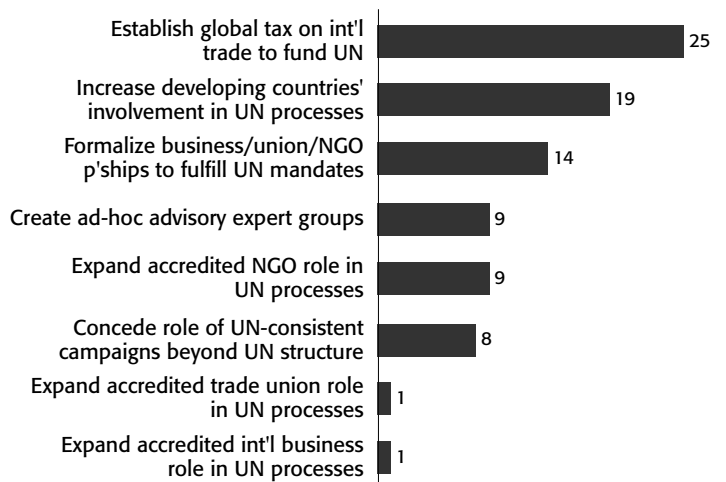 Establish global tax on int'l
trade to fund UN
25
Increase developing countries'
involvement in UN processes
19
Formalize business/union/NGO
p'ships to fulfill UN mandates
14
Create ad-hoc advisory expert groups
9
Expand accredited NGO role in
UN processes
9
Concede role of UN-consistent
campaigns beyond UN structure
8
Expand accredited trade union role
in UN processes
1
Expand accredited int'l business
role in UN processes
1